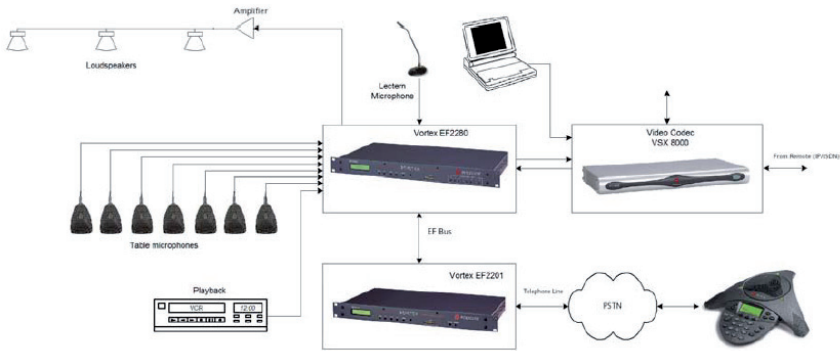 Amplifier
Loudspeakers
Lectern
Microphone
Vortex EF2280
Video Codec
VSX 8000
From Remote (IP/ISDN)
Table microphones
EF Bus
Playback
VCR
12:00
Vortex EF2201
Telephone Line
PSTN